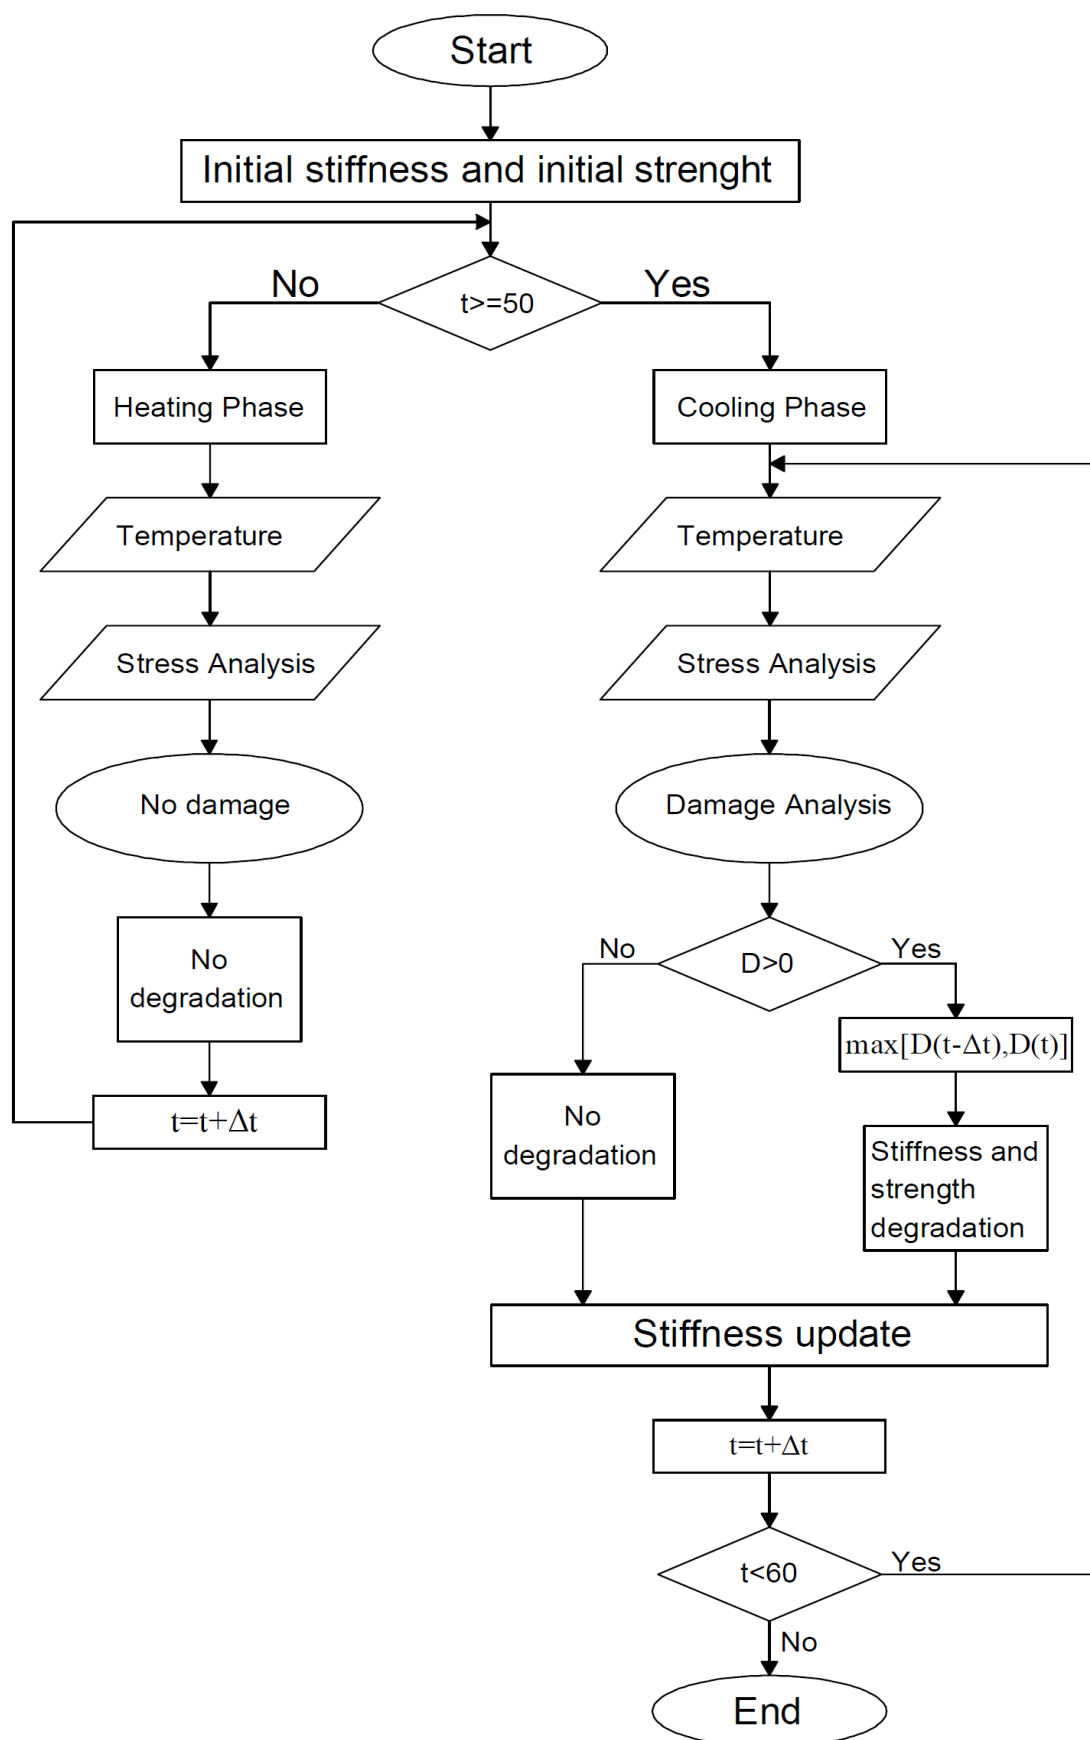 Start
Initial stiffness and initial strenght
No
Yes
t>=50
Heating Phase
Temperature
Stress Analysis
No damage
No
degradation
t=t+Δt
Cooling Phase
Temperature
Stress Analysis
Damage Analysis
No
Yes
D>0
max[D(t-Δt),D(t)]
No
degradation
Stiffness and
strength
degradation
Stiffness update
t=t+Δt
t<60
Yes
No
End